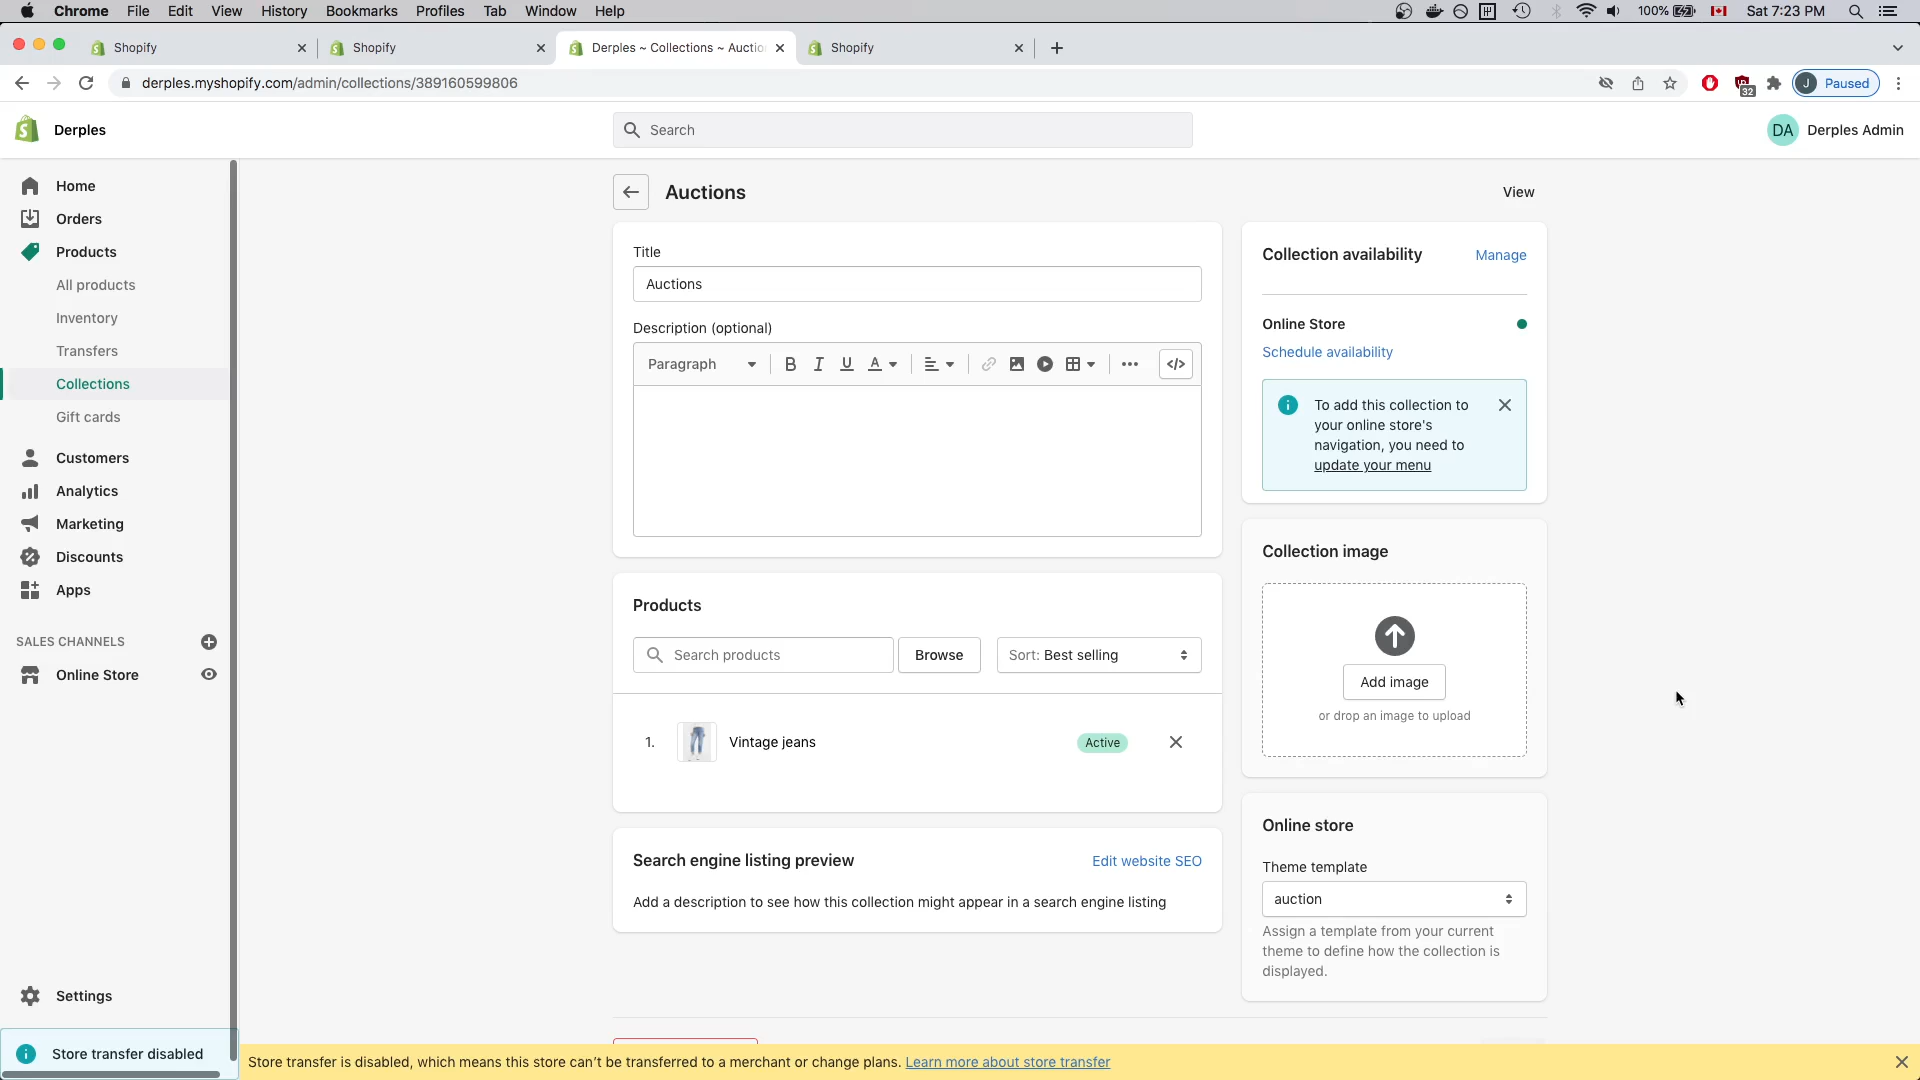 Chrome File Edit View History Bookmarks Profiles Tab Window Help 100% Sat 7:23 PM
Shopify Shopify Derples ~ Collections ~ Auctio Shopify
derples.myshopify.com/admin/collections/389160599806 32 J Paused
Derples Search DA Derples Admin
Home
Orders
Products
All products
Inventory
Transfers
Collections
Gift cards
Customers
Analytics
Marketing
Discounts
Apps
SALES CHANNELS
Online Store
Settings
Store transfer disabled
Auctions View
Title
Auctions
Description (optional)
Paragraph B I U A </>
Products
Search products Browse Sort: Best selling
1. Vintage jeans Active
Search engine listing preview Edit website SEO
Add a description to see how this collection might appear in a search engine listing
Collection availability Manage
Online Store
Schedule availability
To add this collection to
your online store's
navigation, you need to
update your menu
Collection image
Add image
or drop an image to upload
Online store
Theme template
auction
Assign a template from your current
theme to define how the collection is
displayed.
Store transfer is disabled, which means this store can't be transferred to a merchant or change plans. Learn more about store transfer